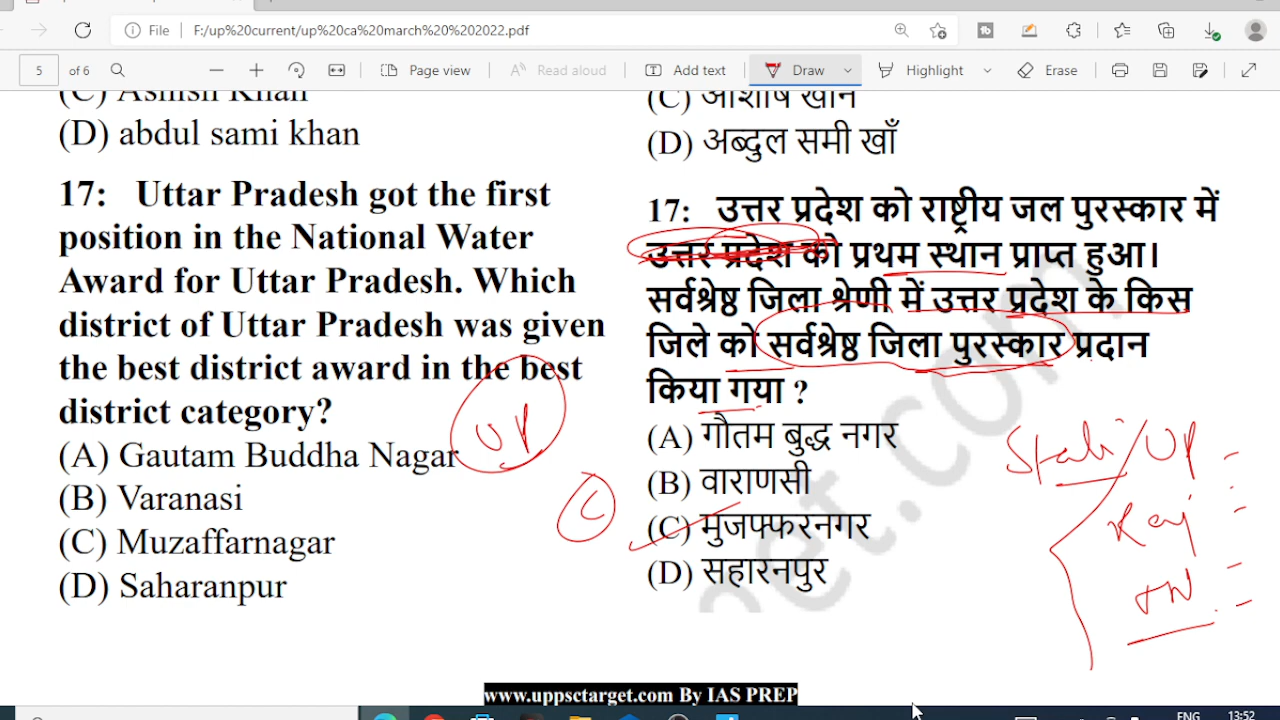 File
F:/up%20current/up%20ca%20march%20%202022.pdf
5 of 6
Page view
Read aloud
Add text
Draw
Highlight
Erase
(C) Ashish Khan
(D) abdul sami khan
17: Uttar Pradesh got the first
position in the National Water
Award for Uttar Pradesh. Which
district of Uttar Pradesh was given
the best district award in the best
district category?
(A) Gautam Buddha Nagar
(B) Varanasi
(C) Muzaffarnagar
(D) Saharanpur
UP
C
(C) आशीष खान
(D) अब्दुल समी खाँ
17: उत्तर प्रदेश को राष्ट्रीय जल पुरस्कार में
उत्तर प्रदेश को प्रथम स्थान प्राप्त हुआ।
सर्वश्रेष्ठ जिला श्रेणी में उत्तर प्रदेश के किस
जिले को सर्वश्रेष्ठ जिला पुरस्कार प्रदान
किया गया ?
(A) गौतम बुद्ध नगर
(B) वाराणसी
(C) मुजफ्फरनगर
(D) सहारनपुर
UP
Raj
TN
www.uppsctarget.com By IAS PREP
ENG
13:52